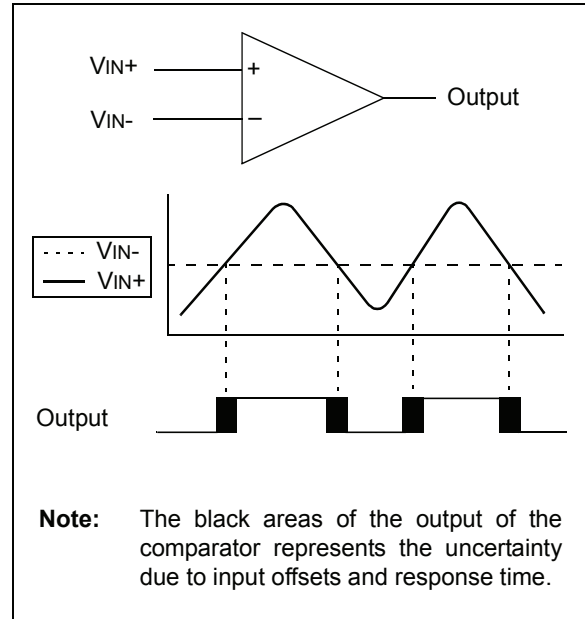 VIN+
+
Output
VIN-
–
VIN-
VIN+
Output
Note: The black areas of the output of the
comparator represents the uncertainty
due to input offsets and response time.